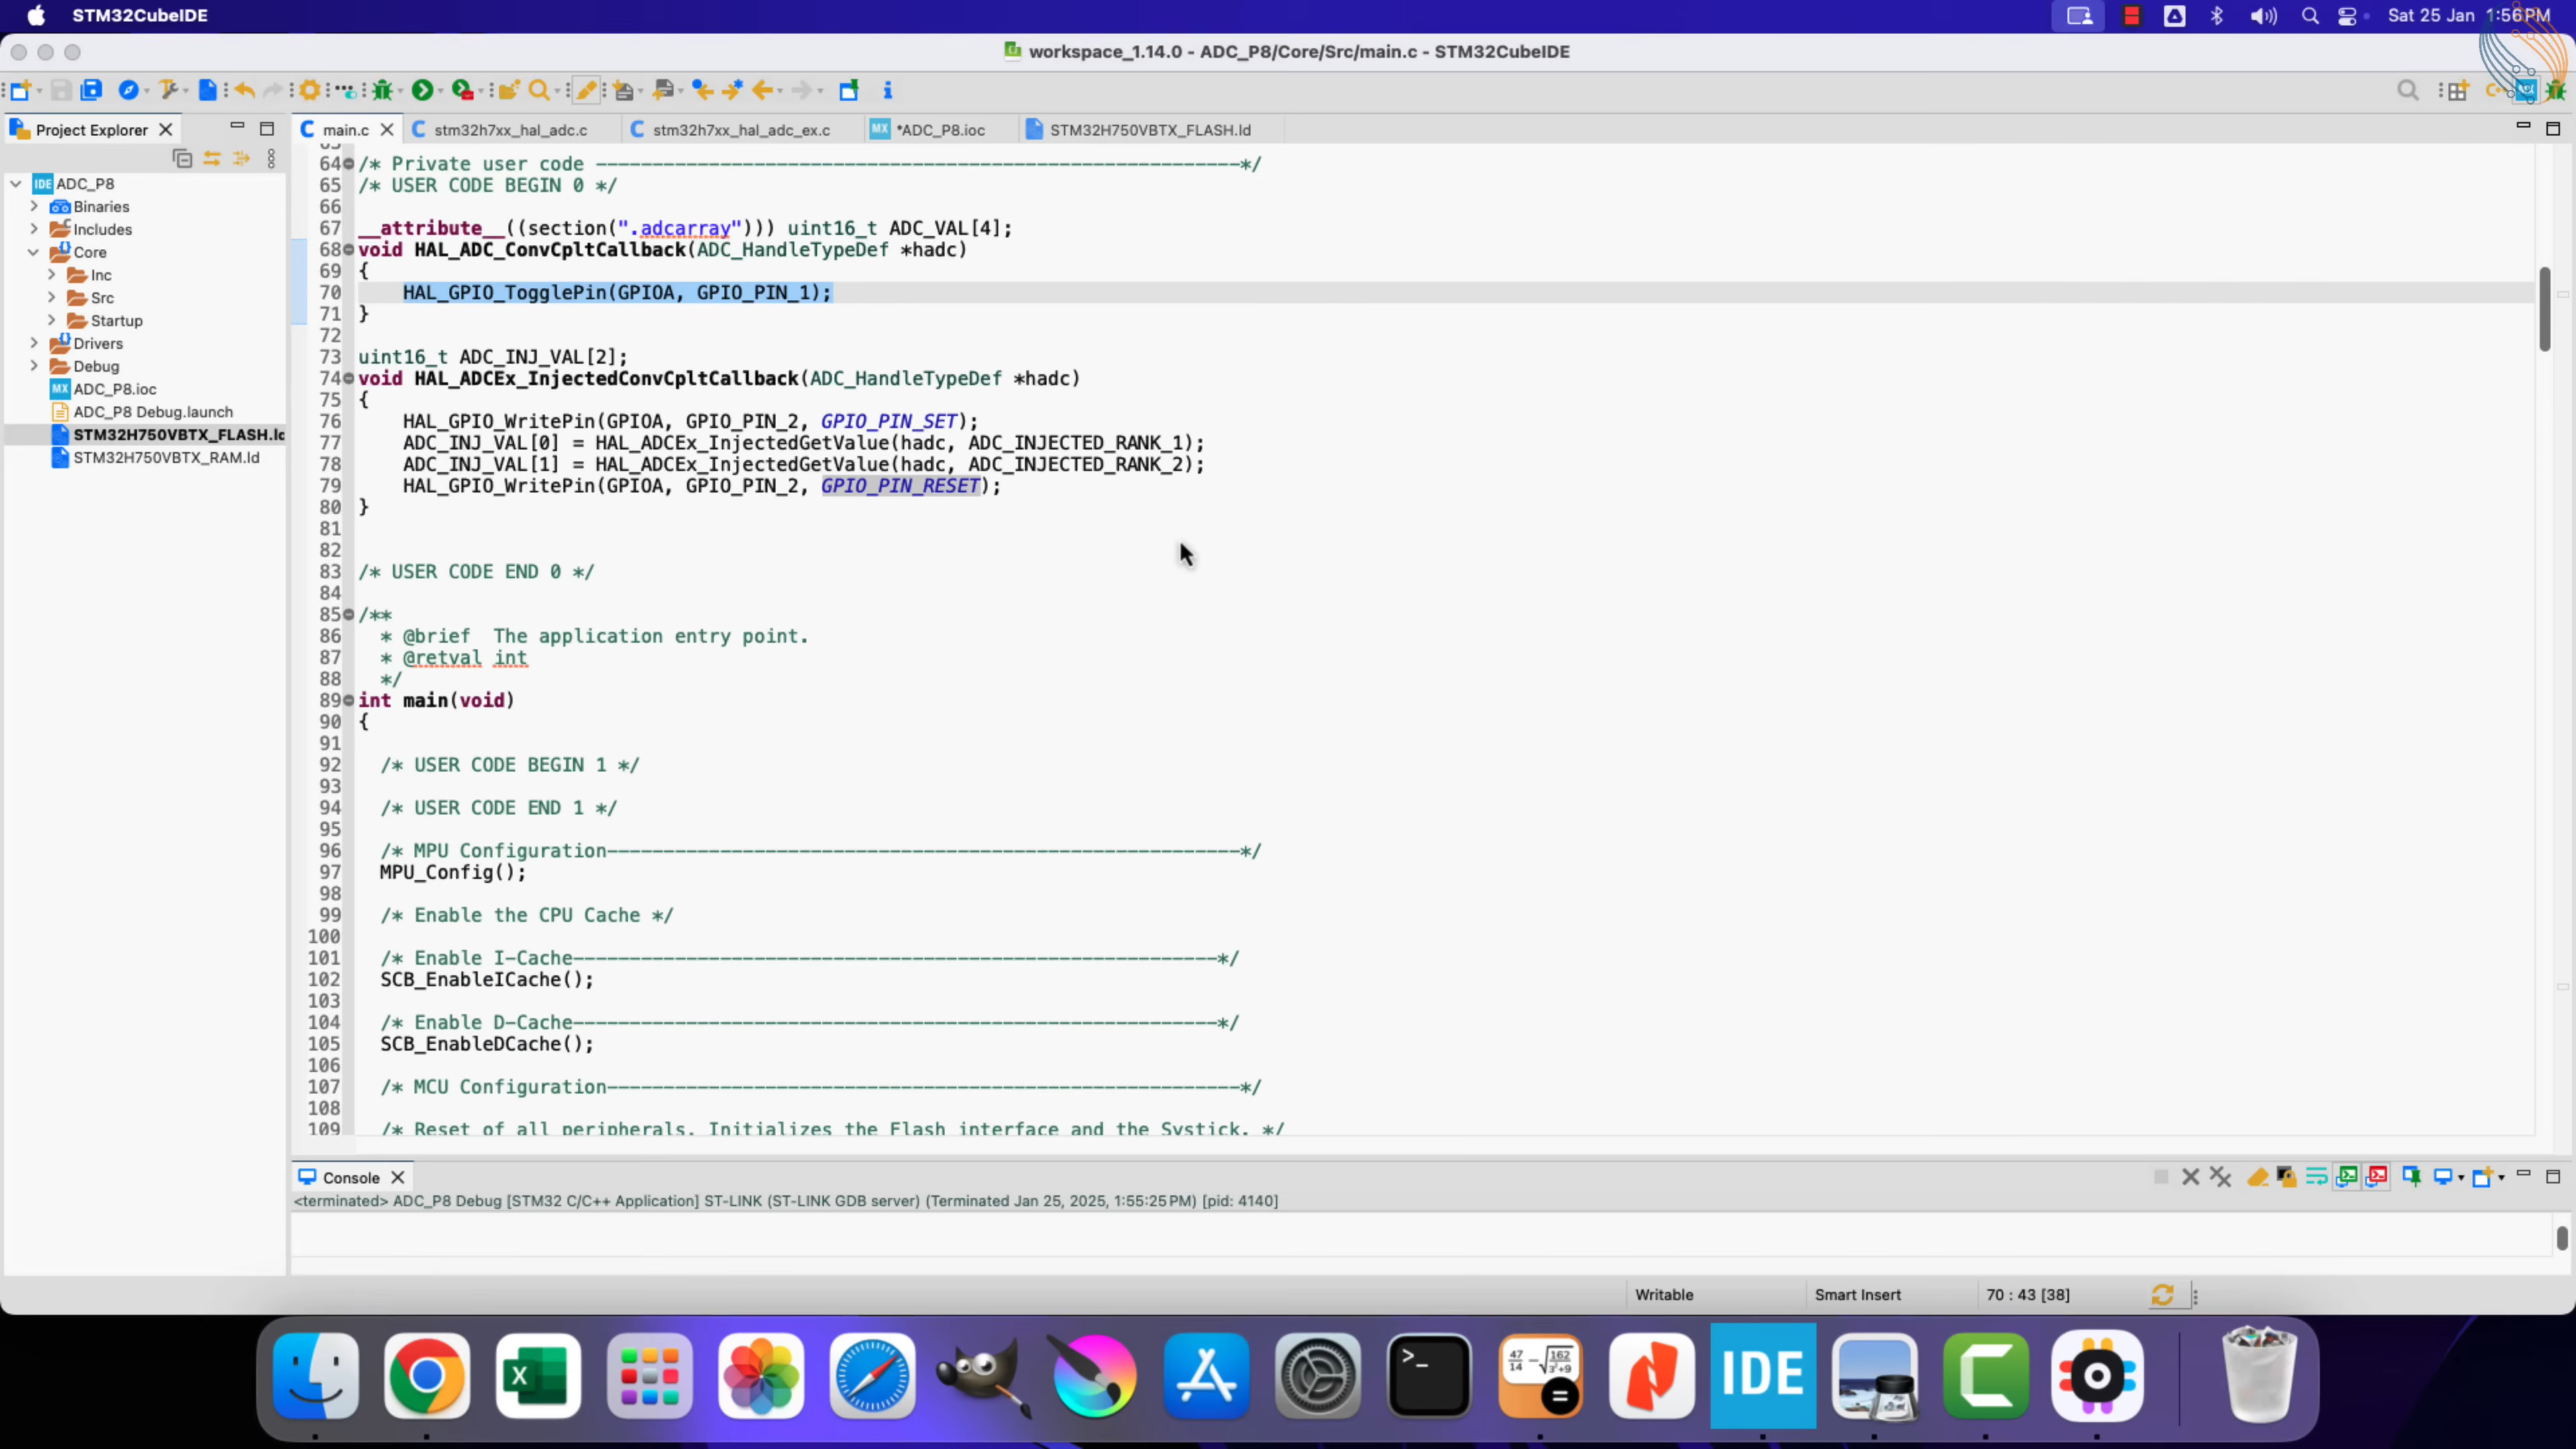 STM32CubeIDE
Sat 25 Jan 1:56PM
workspace_1.14.0 - ADC_P8/Core/Src/main.c - STM32CubeIDE
Project Explorer
main.c
stm32h7xx_hal_adc.c
stm32h7xx_hal_adc_ex.c
MX *ADC_P8.ioc
STM32H750VBTX_FLASH.ld
IDE ADC_P8
Binaries
Includes
Core
Inc
Src
Startup
Drivers
Debug
MX ADC_P8.ioc
ADC_P8 Debug.launch
STM32H750VBTX_FLASH.ld
STM32H750VBTX_RAM.ld
64 /* Private user code ---------------------------------------------------------*/
65 /* USER CODE BEGIN 0 */
66
67 __attribute__((section(".adcarray"))) uint16_t ADC_VAL[4];
68 void HAL_ADC_ConvCpltCallback(ADC_HandleTypeDef *hadc)
69 {
70     HAL_GPIO_TogglePin(GPIOA, GPIO_PIN_1);
71 }
72
73 uint16_t ADC_INJ_VAL[2];
74 void HAL_ADCEx_InjectedConvCpltCallback(ADC_HandleTypeDef *hadc)
75 {
76     HAL_GPIO_WritePin(GPIOA, GPIO_PIN_2, GPIO_PIN_SET);
77     ADC_INJ_VAL[0] = HAL_ADCEx_InjectedGetValue(hadc, ADC_INJECTED_RANK_1);
78     ADC_INJ_VAL[1] = HAL_ADCEx_InjectedGetValue(hadc, ADC_INJECTED_RANK_2);
79     HAL_GPIO_WritePin(GPIOA, GPIO_PIN_2, GPIO_PIN_RESET);
80 }
81
82
83 /* USER CODE END 0 */
84
85 /**
86   * @brief  The application entry point.
87   * @retval int
88   */
89 int main(void)
90 {
91
92   /* USER CODE BEGIN 1 */
93
94   /* USER CODE END 1 */
95
96   /* MPU Configuration--------------------------------------------------------*/
97   MPU_Config();
98
99   /* Enable the CPU Cache */
100
101   /* Enable I-Cache---------------------------------------------------------*/
102   SCB_EnableICache();
103
104   /* Enable D-Cache---------------------------------------------------------*/
105   SCB_EnableDCache();
106
107   /* MCU Configuration--------------------------------------------------------*/
108
109   /* Reset of all peripherals, Initializes the Flash interface and the Systick. */
Console
<terminated> ADC_P8 Debug [STM32 C/C++ Application] ST-LINK (ST-LINK GDB server) (Terminated Jan 25, 2025, 1:55:25 PM) [pid: 4140]
Writable
Smart Insert
70 : 43 [38]
IDE